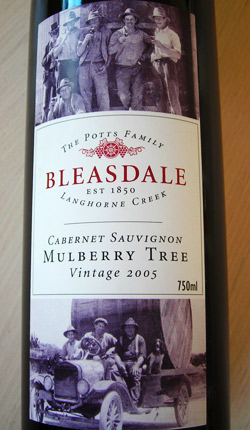 The Potts Family
BLEASDALE
EST 1850
Langhorne Creek
Cabernet Sauvignon
Mulberry Tree
Vintage 2005
750ml